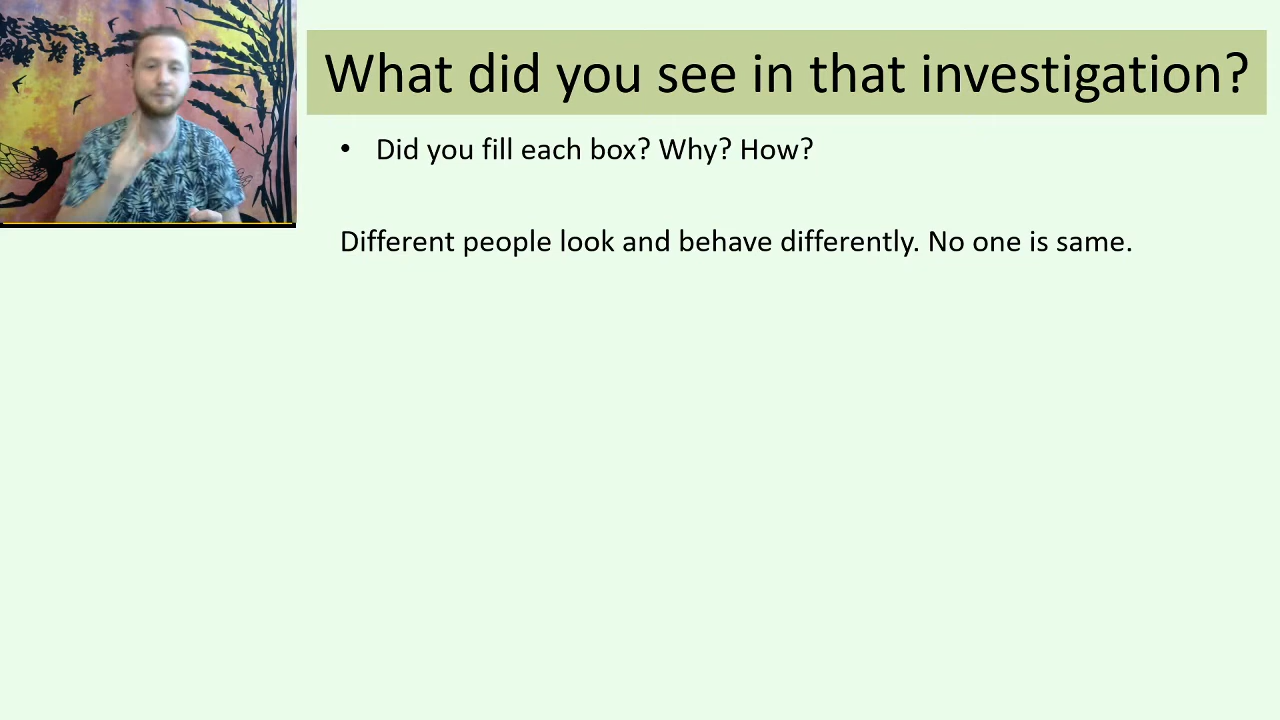 What did you see in that investigation?
• Did you fill each box? Why? How?
Different people look and behave differently. No one is same.